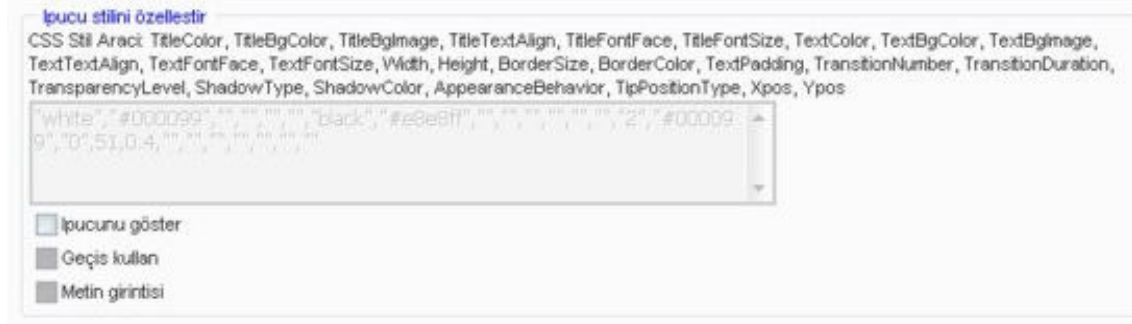 Ipucu stilini özellestir
CSS Stil Araci: TitleColor, TitleBgColor, TitleBgImage, TitleTextAlign, TitleFontFace, TitleFontSize, TextColor, TextBgColor, TextBgImage,
TextTextAlign, TextFontFace, TextFontSize, Width, Height, BorderSize, BorderColor, TextPadding, TransitionNumber, TransitionDuration,
TransparencyLevel, ShadowType, ShadowColor, AppearanceBehavior, TipPositionType, Xpos, Ypos
"white","#000099","","","","","black","#e8e8ff","","","","","","","2","#00009
9","0",51,0.4,"","","","","","",""
Ipucunu göster
Geçis kullan
Metin girintisi